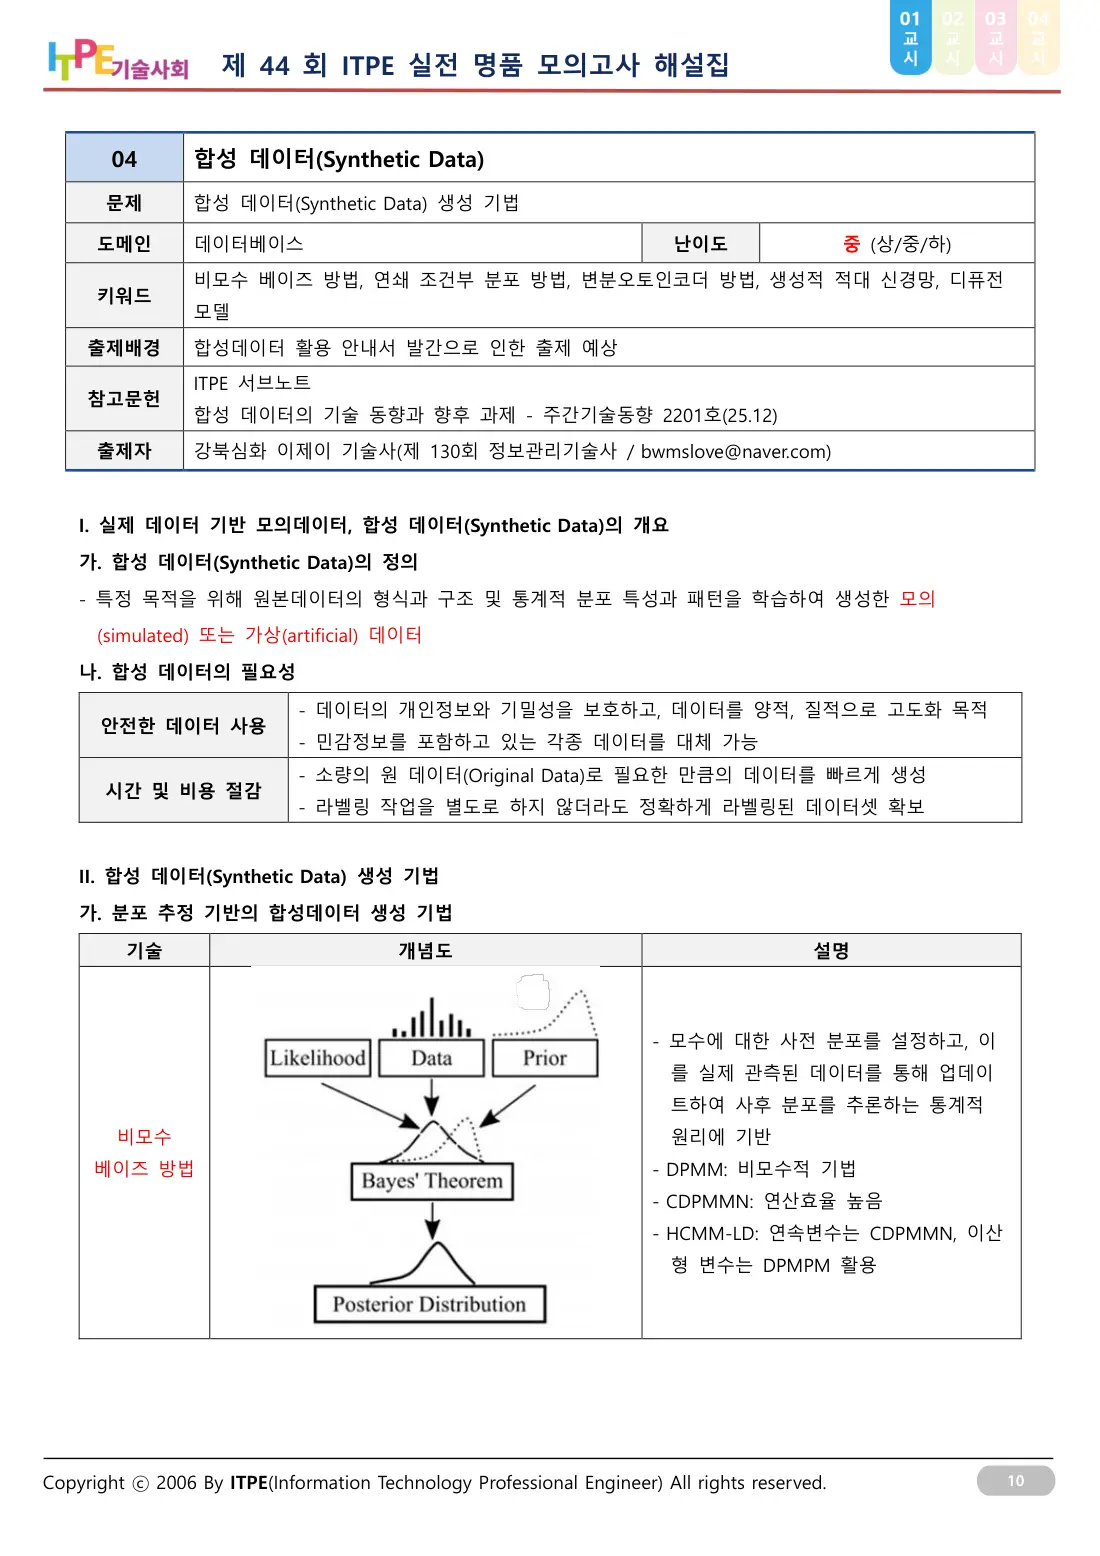 ITPE기술사회
제 44 회 ITPE 실전 명품 모의고사 해설집
01 교시
02 교시
03 교시
04 교시
04 합성 데이터(Synthetic Data)
문제 합성 데이터(Synthetic Data) 생성 기법
도메인 데이터베이스 난이도 중 (상/중/하)
키워드 비모수 베이즈 방법, 연쇄 조건부 분포 방법, 변분오토인코더 방법, 생성적 적대 신경망, 디퓨전
모델
출제배경 합성데이터 활용 안내서 발간으로 인한 출제 예상
참고문헌 ITPE 서브노트
합성 데이터의 기술 동향과 향후 과제 - 주간기술동향 2201호(25.12)
출제자 강북심화 이제이 기술사(제 130회 정보관리기술사 / bwmslove@naver.com)
I. 실제 데이터 기반 모의데이터, 합성 데이터(Synthetic Data)의 개요
가. 합성 데이터(Synthetic Data)의 정의
- 특정 목적을 위해 원본데이터의 형식과 구조 및 통계적 분포 특성과 패턴을 학습하여 생성한 모의
(simulated) 또는 가상(artificial) 데이터
나. 합성 데이터의 필요성
안전한 데이터 사용
- 데이터의 개인정보와 기밀성을 보호하고, 데이터를 양적, 질적으로 고도화 목적
- 민감정보를 포함하고 있는 각종 데이터를 대체 가능
시간 및 비용 절감
- 소량의 원 데이터(Original Data)로 필요한 만큼의 데이터를 빠르게 생성
- 라벨링 작업을 별도로 하지 않더라도 정확하게 라벨링된 데이터셋 확보
II. 합성 데이터(Synthetic Data) 생성 기법
가. 분포 추정 기반의 합성데이터 생성 기법
기술 개념도 설명
비모수
베이즈 방법
Likelihood Data Prior
Bayes' Theorem
Posterior Distribution
- 모수에 대한 사전 분포를 설정하고, 이
를 실제 관측된 데이터를 통해 업데이
트하여 사후 분포를 추론하는 통계적
원리에 기반
- DPMM: 비모수적 기법
- CDPMMN: 연산효율 높음
- HCMM-LD: 연속변수는 CDPMMN, 이산
형 변수는 DPMPM 활용
Copyright ⓒ 2006 By ITPE(Information Technology Professional Engineer) All rights reserved.
10